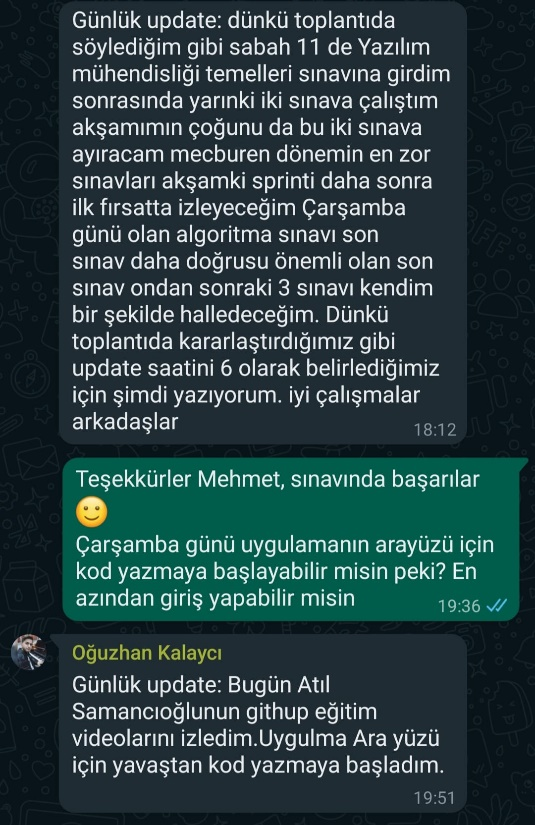 Günlük update: dünkü toplantıda
söylediğim gibi sabah 11 de Yazılım
mühendisliği temelleri sınavına girdim
sonrasında yarınki iki sınava çalıştım
akşamımın çoğunu da bu iki sınava
ayıracam mecburen dönemin en zor
sınavları akşamki sprinti daha sonra
ilk fırsatta izleyeceğim Çarşamba
günü olan algoritma sınavı son
sınav daha doğrusu önemli olan son
sınav ondan sonraki 3 sınavı kendim
bir şekilde halledeceğim. Dünkü
toplantıda kararlaştırdığımız gibi
update saatini 6 olarak belirlediğimiz
için şimdi yazıyorum. iyi çalışmalar
arkadaşlar
18:12
Teşekkürler Mehmet, sınavında başarılar
🙂
Çarşamba günü uygulamanın arayüzü için
kod yazmaya başlayabilir misin peki? En
azından giriş yapabilir misin
19:36
Oğuzhan Kalaycı
Günlük update: Bugün Atıl
Samancıoğlunun githup eğitim
videolarını izledim.Uygulma Ara yüzü
için yavaştan kod yazmaya başladım.
19:51